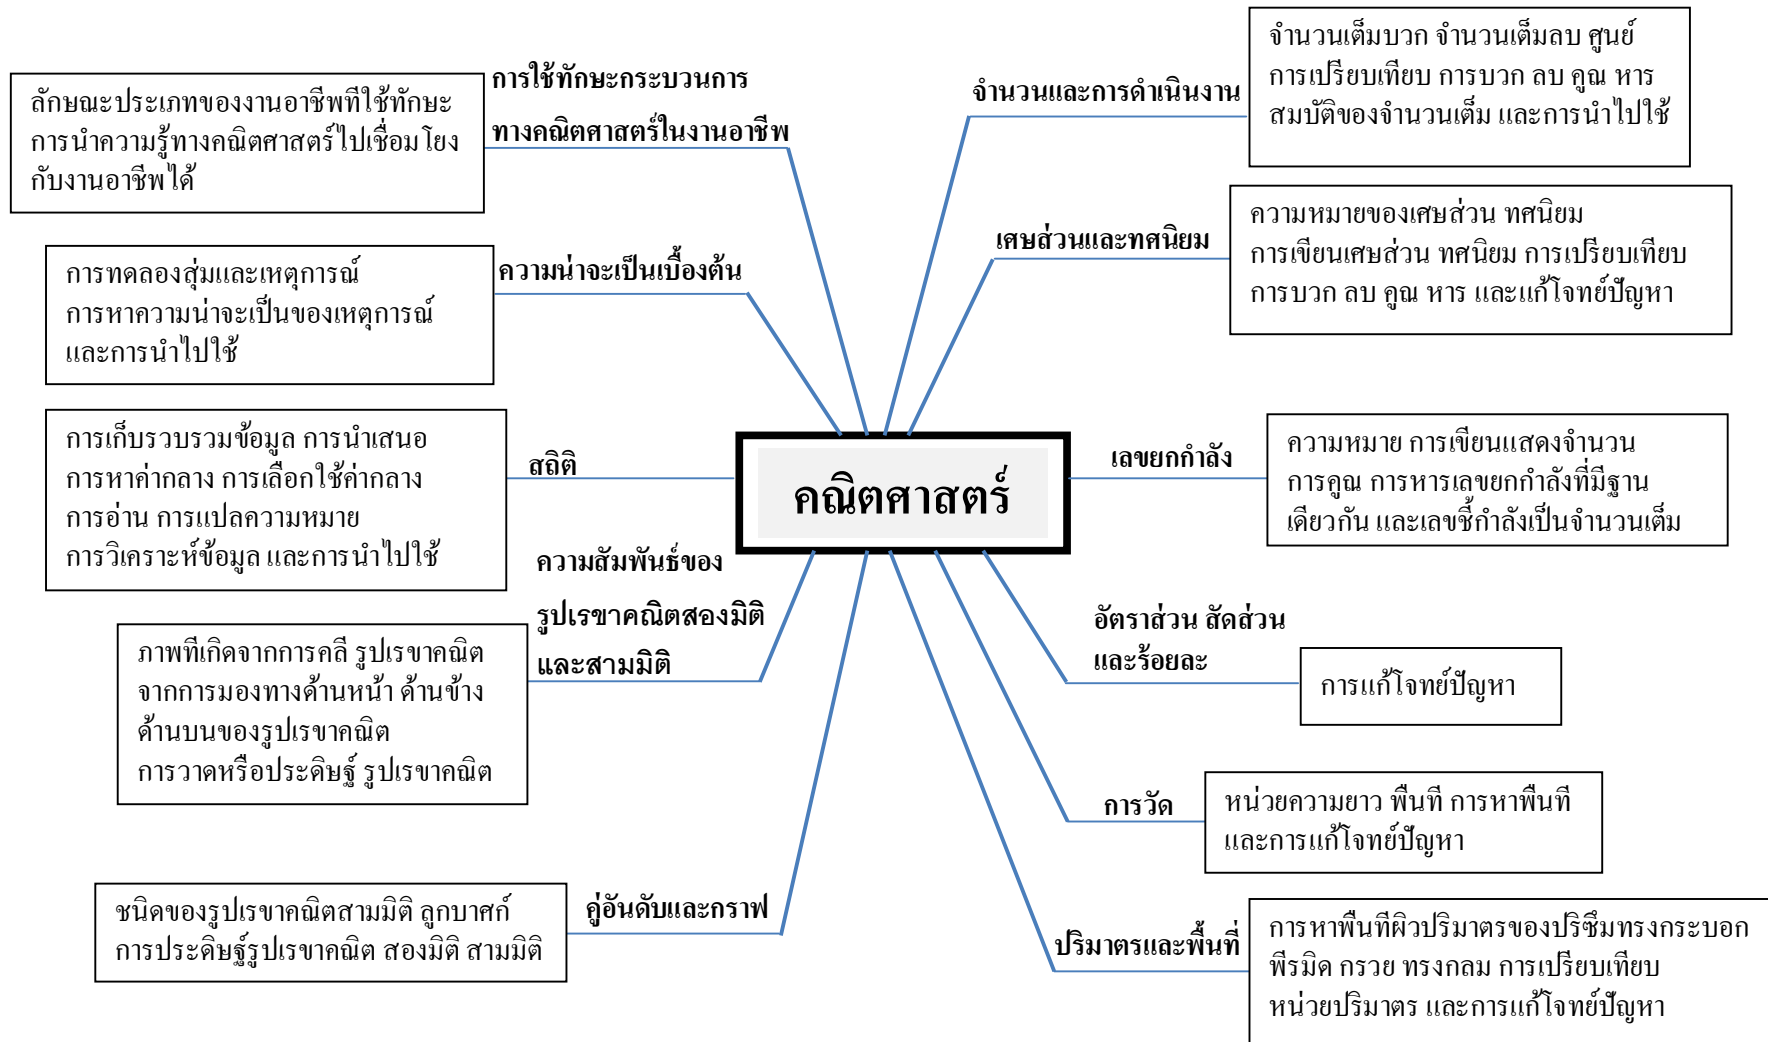 คณิตศาสตร์
จำนวนและการดำเนินงาน
จำนวนเต็มบวก จำนวนเต็มลบ ศูนย์
การเปรียบเทียบ การบวก ลบ คูณ หาร
สมบัติของจำนวนเต็ม และการนำไปใช้
เศษส่วนและทศนิยม
ความหมายของเศษส่วน ทศนิยม
การเขียนเศษส่วน ทศนิยม การเปรียบเทียบ
การบวก ลบ คูณ หาร และแก้โจทย์ปัญหา
เลขยกกำลัง
ความหมาย การเขียนแสดงจำนวน
การคูณ การหารเลขยกกำลังที่มีฐาน
เดียวกัน และเลขชี้กำลังเป็นจำนวนเต็ม
อัตราส่วน สัดส่วน
และร้อยละ
การแก้โจทย์ปัญหา
การวัด
หน่วยความยาว พืนที การหาพืนที
และการแก้โจทย์ปัญหา
ปริมาตรและพื้นที่
การหาพืนทีผิวปริมาตรของปริซึมทรงกระบอก
พีรมิด กรวย ทรงกลม การเปรียบเทียบ
หน่วยปริมาตร และการแก้โจทย์ปัญหา
คู่อันดับและกราฟ
ชนิดของรูปเรขาคณิตสามมิติ ลูกบาศก์
การประดิษฐ์รูปเรขาคณิต สองมิติ สามมิติ
ความสัมพันธ์ของ
รูปเรขาคณิตสองมิติ
และสามมิติ
ภาพทีเกิดจากการคลี รูปเรขาคณิต
จากการมองทางด้านหน้า ด้านข้าง
ด้านบนของรูปเรขาคณิต
การวาดหรือประดิษฐ์ รูปเรขาคณิต
สถิติ
การเก็บรวบรวมข้อมูล การนำเสนอ
การหาค่ากลาง การเลือกใช้ค่ากลาง
การอ่าน การแปลความหมาย
การวิเคราะห์ข้อมูล และการนำไปใช้
ความน่าจะเป็นเบื้องต้น
การทดลองสุ่มและเหตุการณ์
การหาความน่าจะเป็นของเหตุการณ์
และการนำไปใช้
การใช้ทักษะกระบวนการ
ทางคณิตศาสตร์ในงานอาชีพ
ลักษณะประเภทของงานอาชีพทีใช้ทักษะ
การนำความรู้ทางคณิตศาสตร์ไปเชื่อมโยง
กับงานอาชีพได้